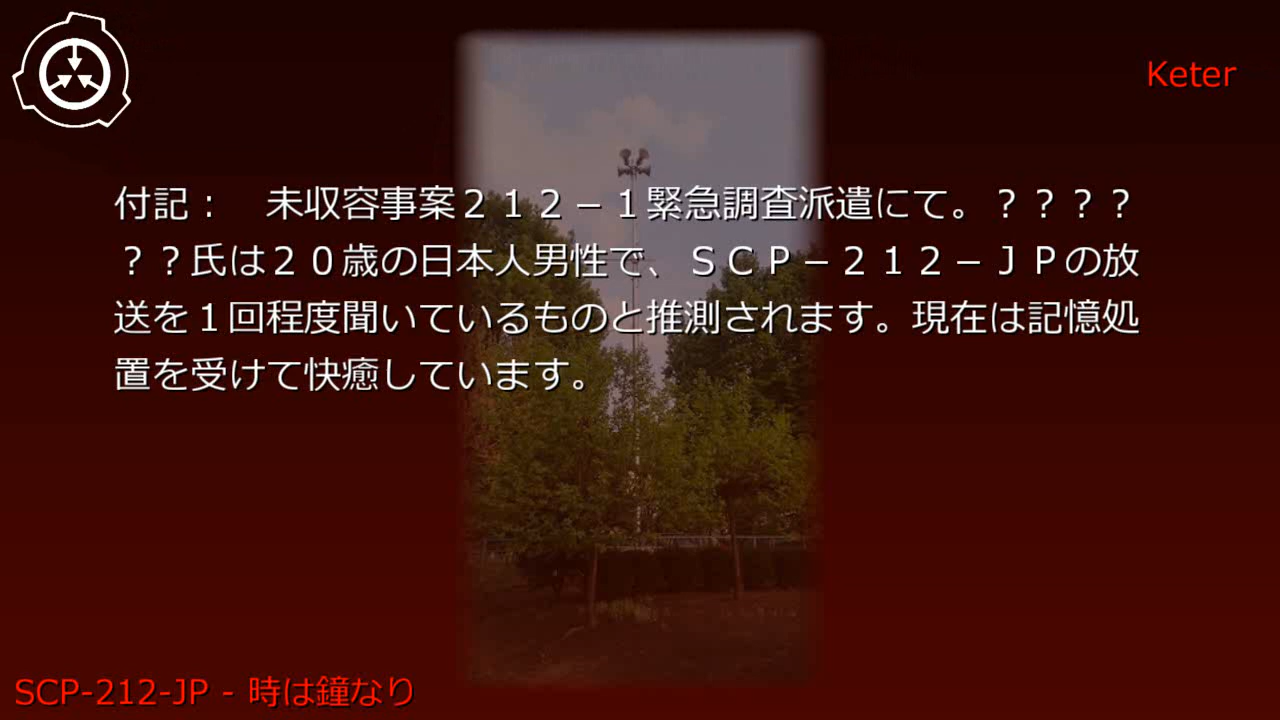 Keter
付記：　未収容事案２１２－１緊急調査派遣にて。？？？？
？？氏は２０歳の日本人男性で、ＳＣＰ－２１２－ＪＰの放
送を１回程度聞いているものと推測されます。現在は記憶処
置を受けて快癒しています。
SCP-212-JP - 時は鐘なり